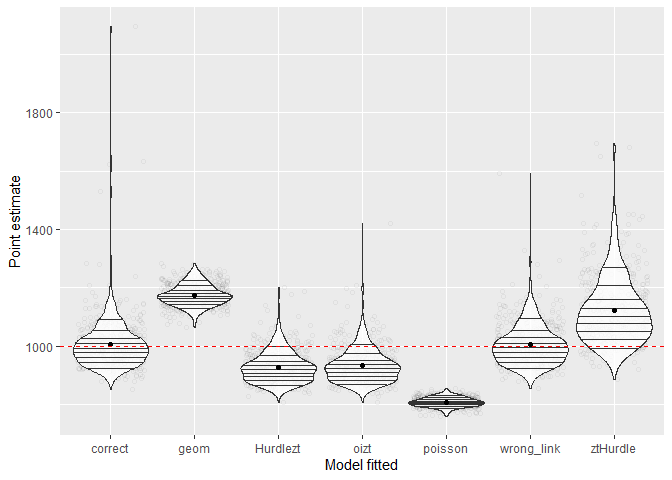 Point estimate
1800
1400
1000
correct
geom
Hurdlezt
oizt
poisson
wrong_link
ztHurdle
Model fitted